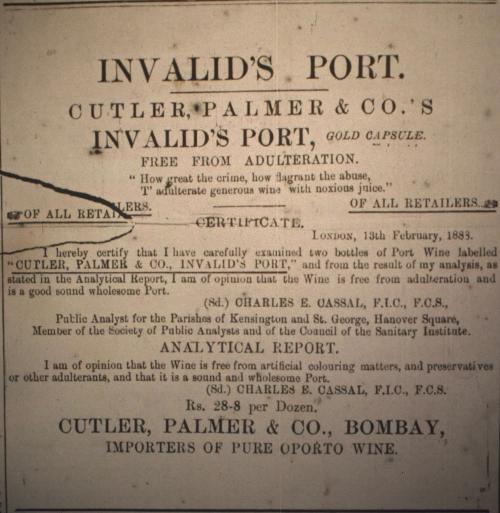 INVALID'S PORT.
CUTLER, PALMER & CO.'S
INVALID'S PORT, GOLD CAPSULE.
FREE FROM ADULTERATION.
"How great the crime, how flagrant the abuse,
T' adulterate generous wine with noxious juice."
OF ALL RETAILERS. OF ALL RETAILERS.
CERTIFICATE.
LONDON, 13th February, 1883.
I hereby certify that I have carefully examined two bottles of Port Wine labelled
"CUTLER, PALMER & CO., INVALID'S PORT," and from the result of my analysis, as
stated in the Analytical Report, I am of opinion that the Wine is free from adulteration and
is a good sound wholesome Port.
(Sd.) CHARLES E. CASSAL, F.I.C., F.C.S.,
Public Analyst for the Parishes of Kensington and St. George, Hanover Square,
Member of the Society of Public Analysts and of the Council of the Sanitary Institute.
ANALYTICAL REPORT.
I am of opinion that the Wine is free from artificial colouring matters, and preservatives
or other adulterants, and that it is a sound and wholesome Port.
(Sd.) CHARLES E. CASSAL, F.I.C., F.C.S.
Rs. 28-8 per Dozen.
CUTLER, PALMER & CO., BOMBAY,
IMPORTERS OF PURE OPORTO WINE.